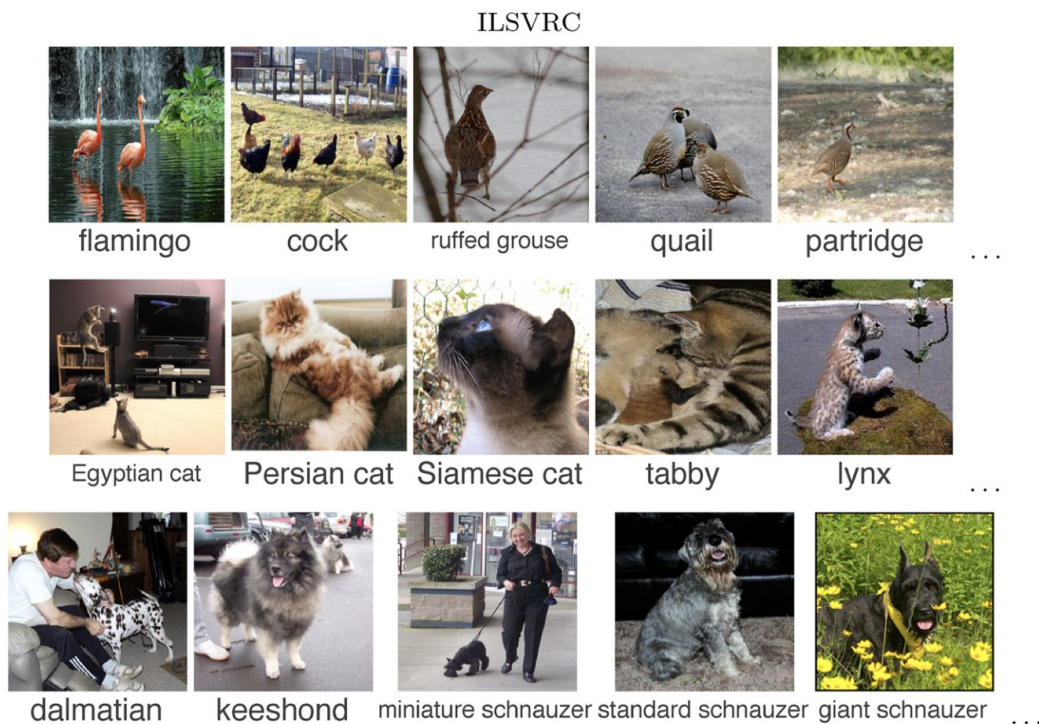 ILSVRC
flamingo cock ruffed grouse quail partridge ...
Egyptian cat Persian cat Siamese cat tabby lynx ...
dalmatian keeshond miniature schnauzer standard schnauzer giant schnauzer ...